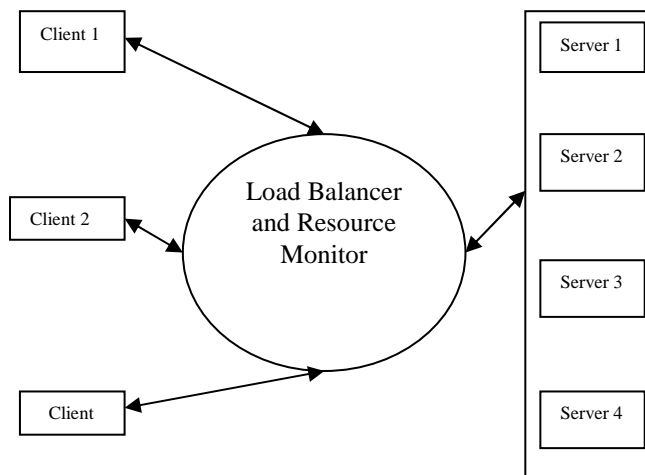 Client 1
Client 2
Client
Load Balancer
and Resource
Monitor
Server 1
Server 2
Server 3
Server 4